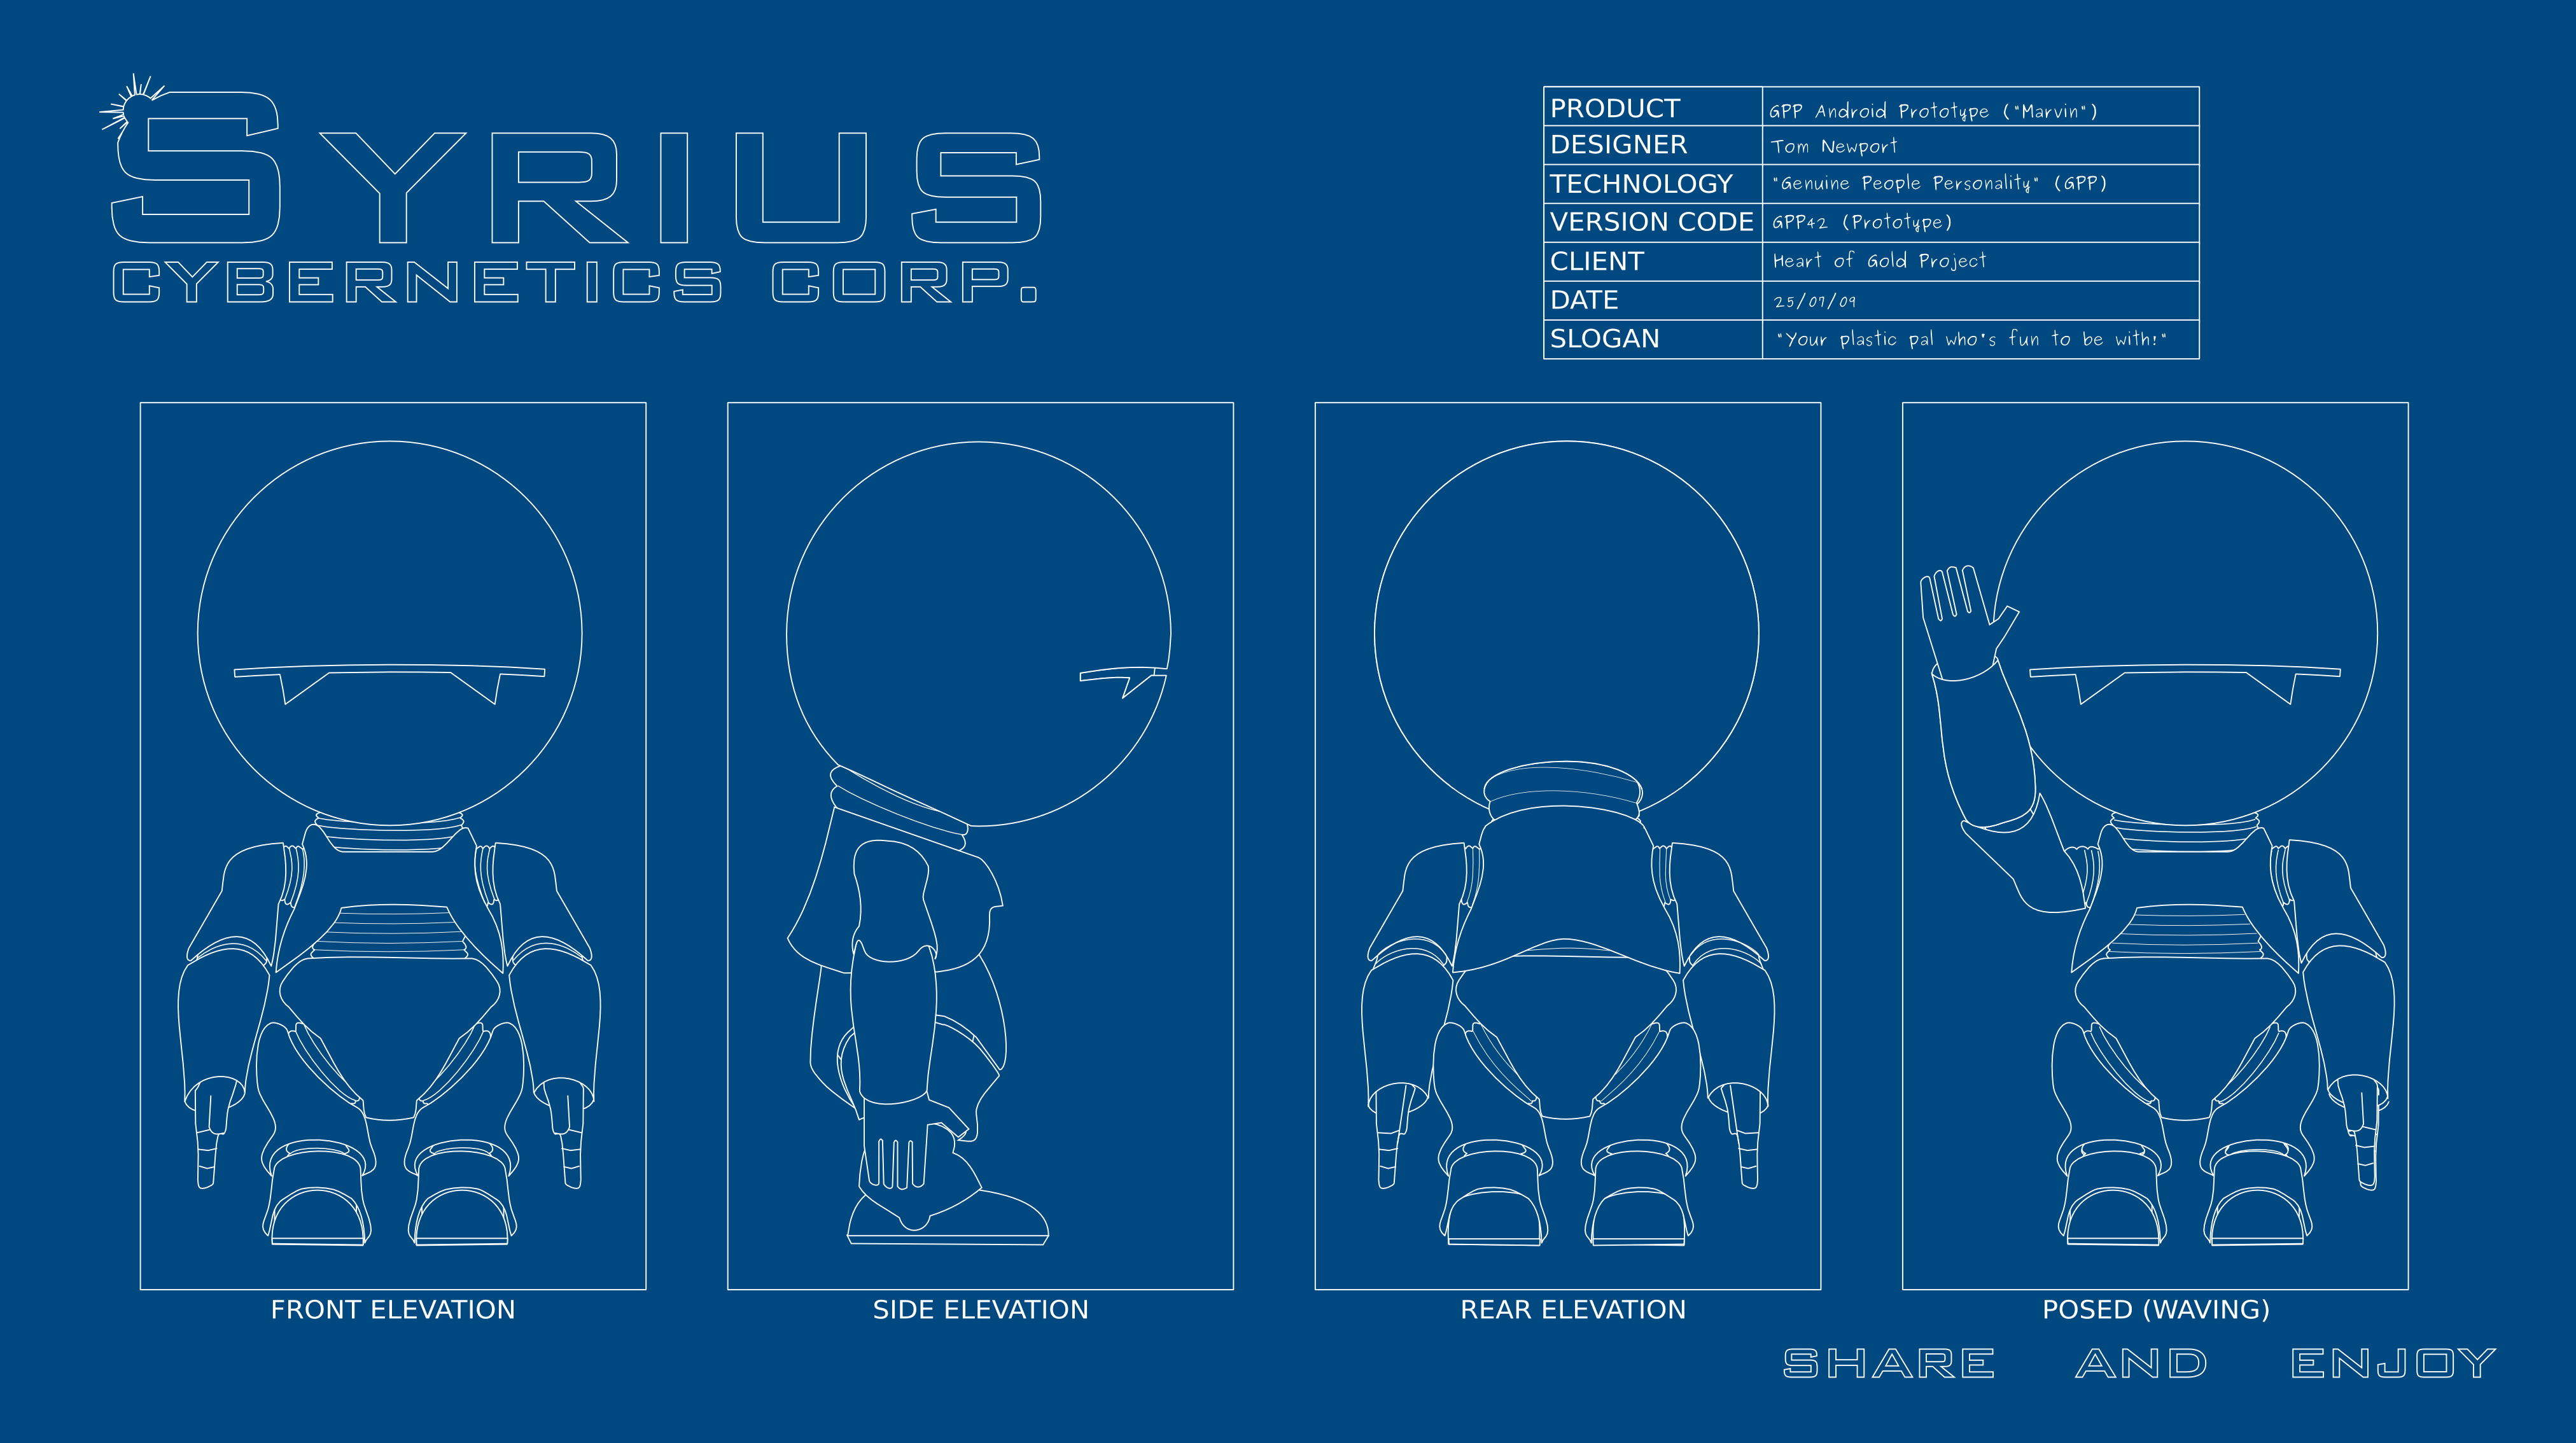 SYRIUS
CYBERNETICS CORP.
PRODUCT GPP Android Prototype ("Marvin")
DESIGNER Tom Newport
TECHNOLOGY "Genuine People Personality" (GPP)
VERSION CODE GPP42 (Prototype)
CLIENT Heart of Gold Project
DATE 25/07/09
SLOGAN "Your plastic pal who's fun to be with!"
FRONT ELEVATION
SIDE ELEVATION
REAR ELEVATION
POSED (WAVING)
SHARE AND ENJOY